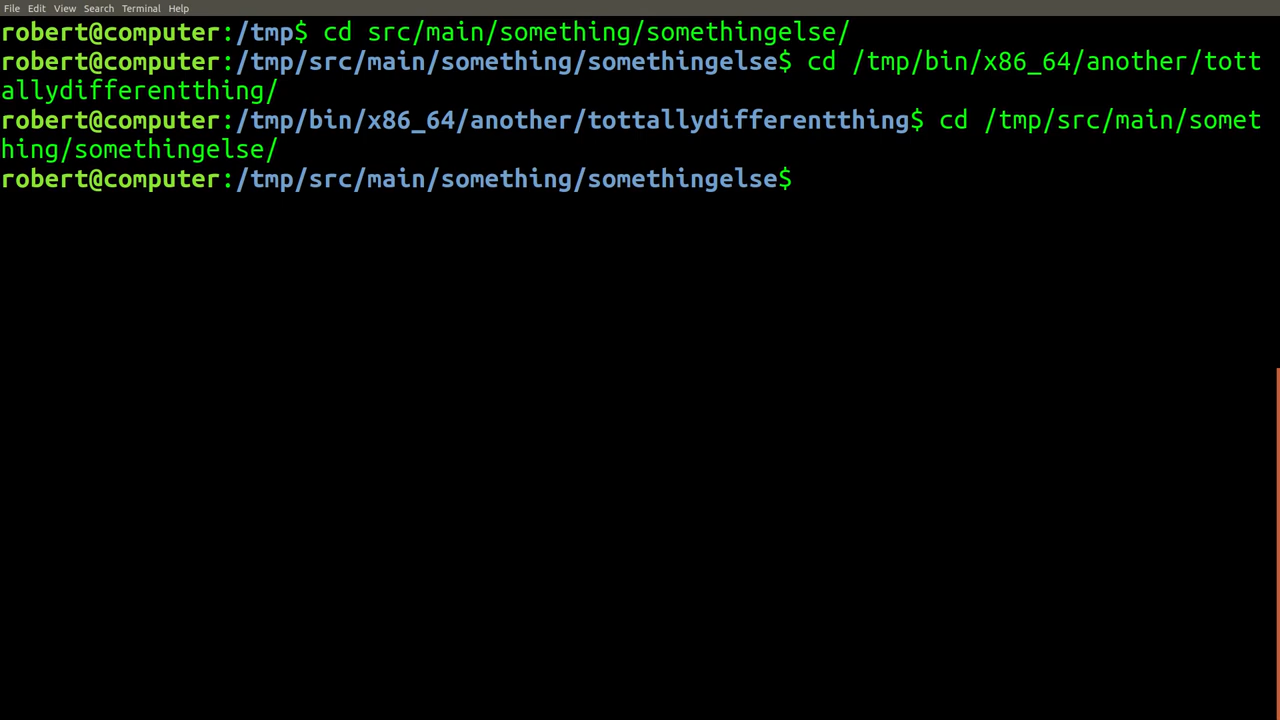 File Edit View Search Terminal Help
robert@computer:/tmp$ cd src/main/something/somethingelse/
robert@computer:/tmp/src/main/something/somethingelse$ cd /tmp/bin/x86_64/another/tott
allydifferentthing/
robert@computer:/tmp/bin/x86_64/another/tottallydifferentthing$ cd /tmp/src/main/somet
hing/somethingelse/
robert@computer:/tmp/src/main/something/somethingelse$